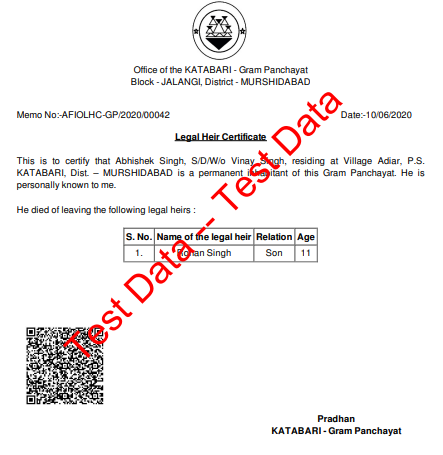 Office of the KATABARI - Gram Panchayat
Block - JALANGI, District - MURSHIDABAD
Memo No:-AFIOLHC-GP/2020/00042 Date:-10/06/2020
Legal Heir Certificate
This is to certify that Abhishek Singh, S/D/W/o Vinay Singh, residing at Village Adiar, P.S.
KATABARI, Dist. – MURSHIDABAD is a permanent inhabitant of this Gram Panchayat. He is
personally known to me.
He died of leaving the following legal heirs :
S. No. Name of the legal heir Relation Age
1. Rohan Singh Son 11
Test Data -- Test Data
Pradhan
KATABARI - Gram Panchayat